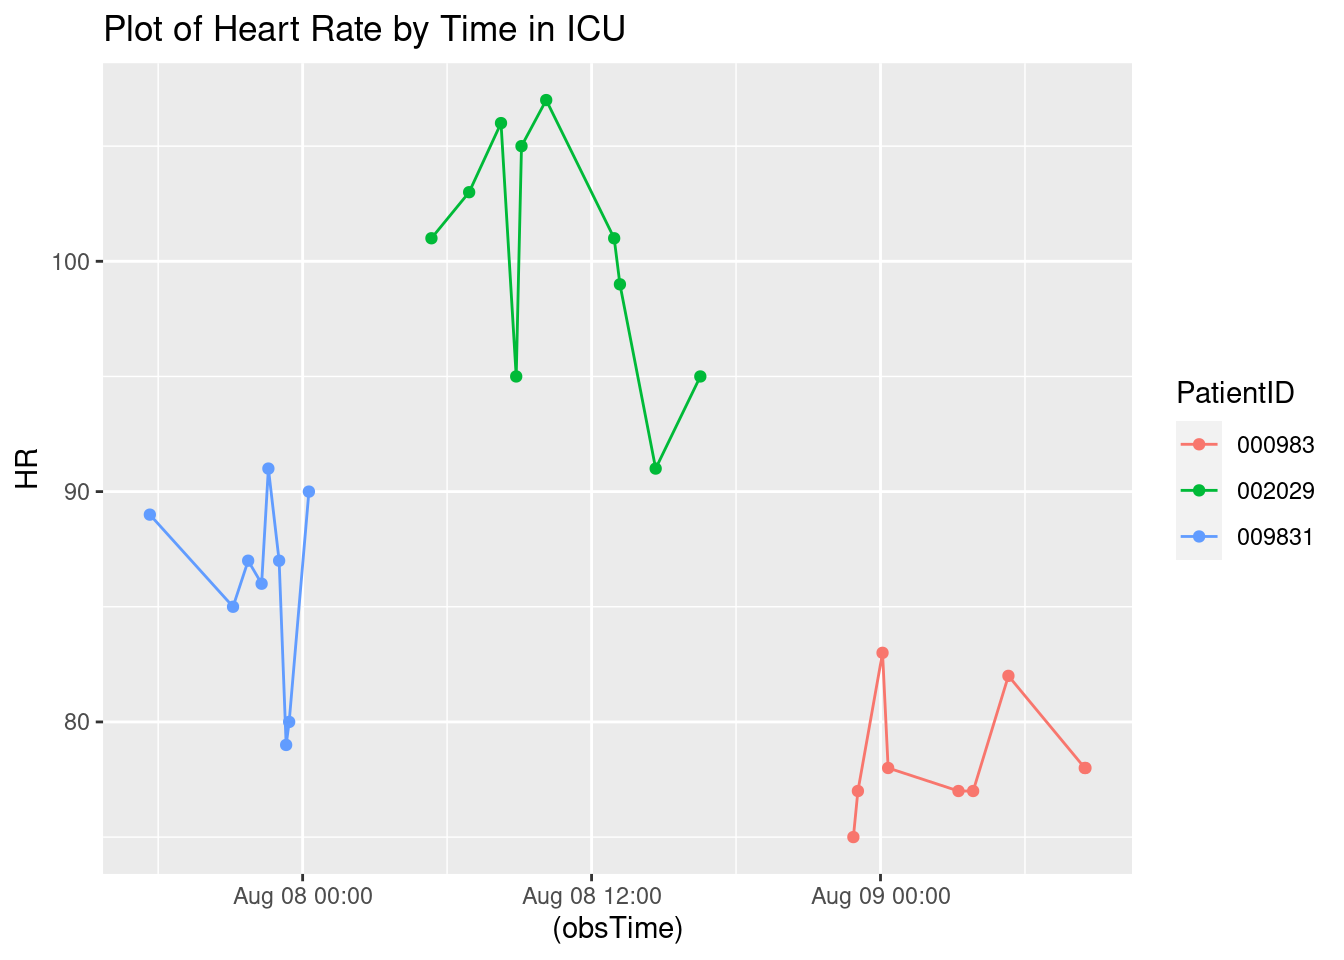 Plot of Heart Rate by Time in ICU
HR
100
90
80
Aug 08 00:00
Aug 08 12:00
Aug 09 00:00
(obsTime)
PatientID
000983
002029
009831